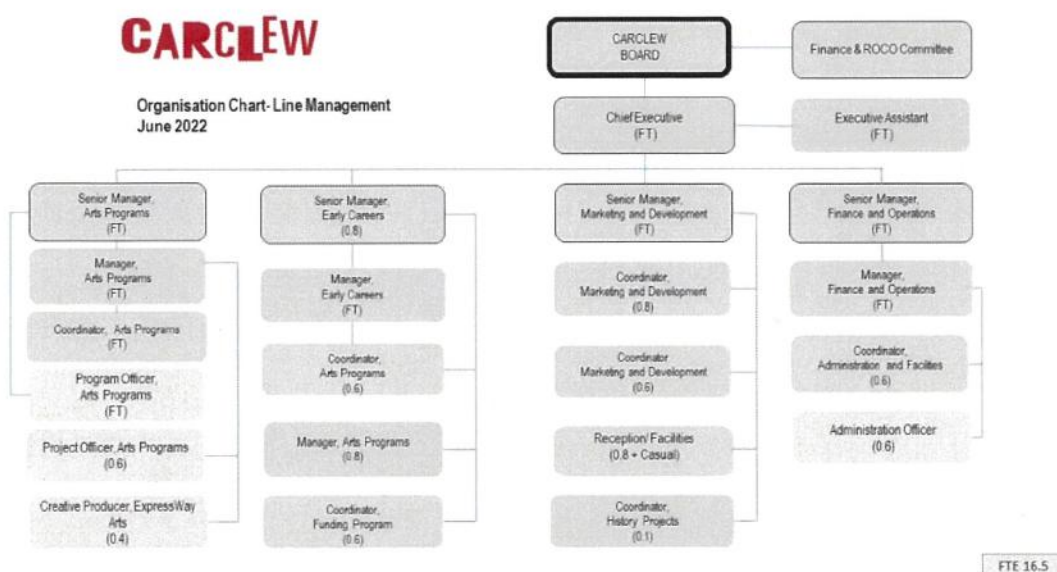 CARCLEW
Organisation Chart- Line Management
June 2022
CARCLEW
BOARD
Finance & ROCO Committee
Chief Executive
(FT)
Executive Assistant
(FT)
Senior Manager,
Arts Programs
(FT)
Manager,
Arts Programs
(FT)
Coordinator, Arts Programs
(FT)
Program Officer,
Arts Programs
(FT)
Project Officer, Arts Programs
(0.6)
Creative Producer, ExpressWay
Arts
(0.4)
Senior Manager,
Early Careers
(0.8)
Manager,
Early Careers
(FT)
Coordinator,
Arts Programs
(0.6)
Manager, Arts Programs
(0.8)
Coordinator,
Funding Program
(0.6)
Senior Manager,
Marketing and Development
(FT)
Coordinator,
Marketing and Development
(0.8)
Coordinator
Marketing and Development
(0.6)
Reception/ Facilities
(0.8 + Casual)
Coordinator,
History Projects
(0.1)
Senior Manager,
Finance and Operations
(FT)
Manager,
Finance and Operations
(FT)
Coordinator,
Administration and Facilities
(0.6)
Administration Officer
(0.6)
FTE 16.5